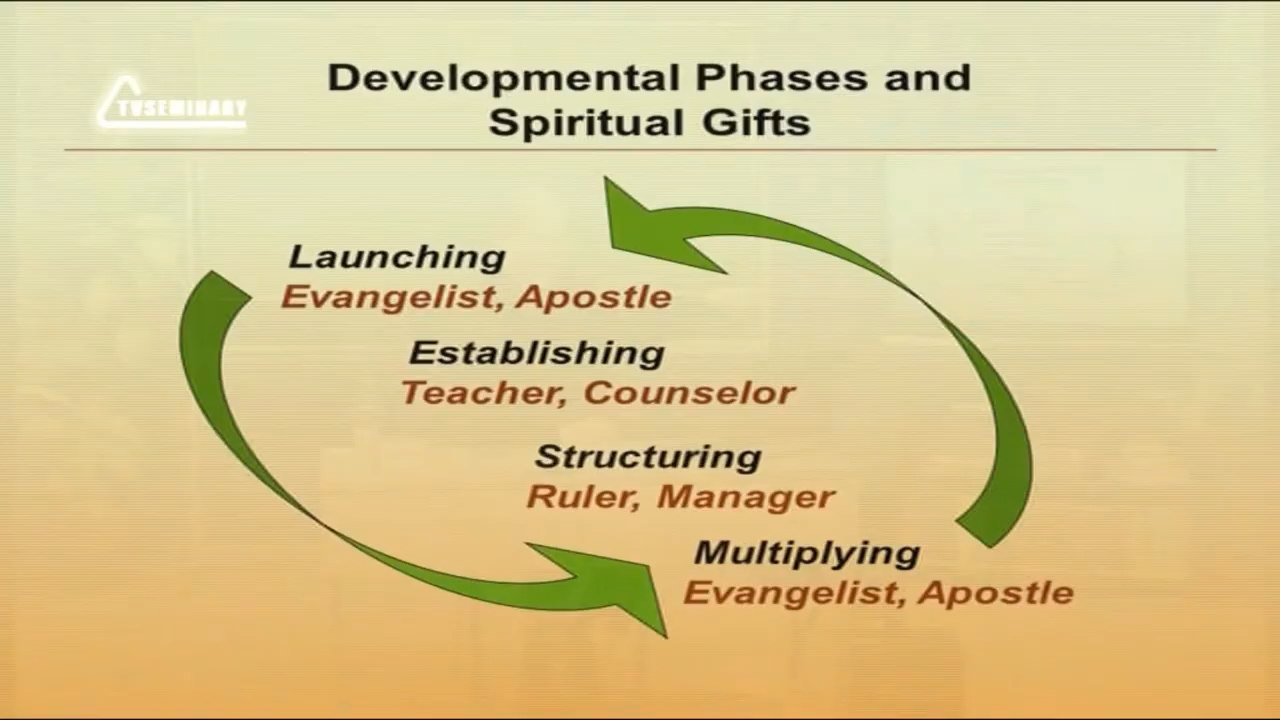 Developmental Phases and
Spiritual Gifts
TVSEMINARY
Launching
Evangelist, Apostle
Establishing
Teacher, Counselor
Structuring
Ruler, Manager
Multiplying
Evangelist, Apostle